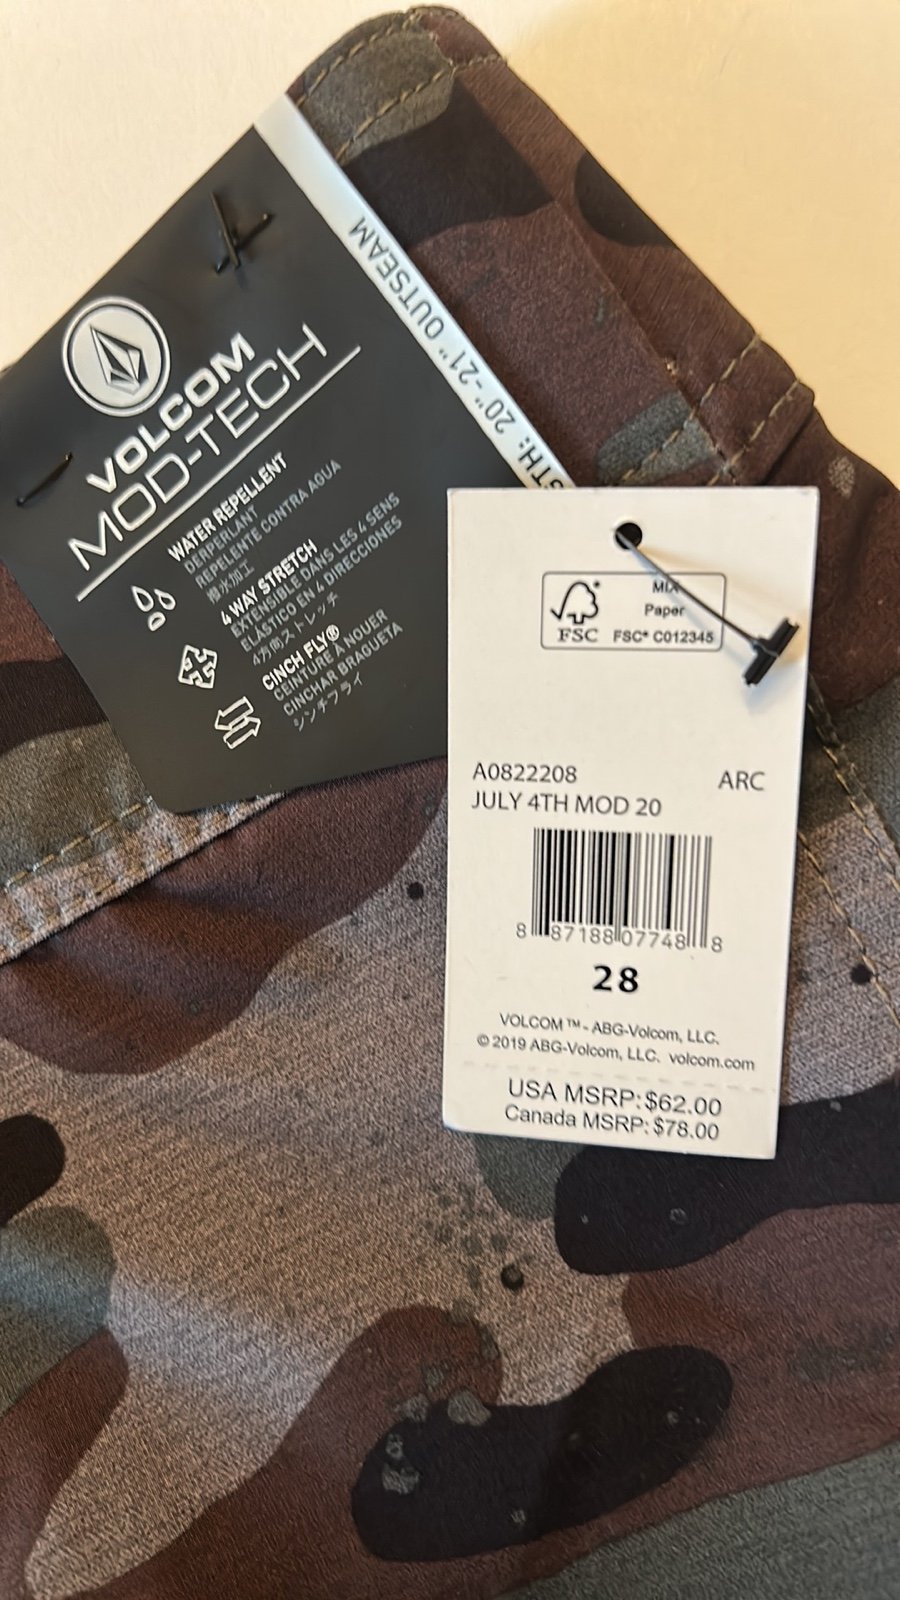 20"-21" OUTSEAM
VOLCOM
MOD-TECH
WATER REPELLENT
DERPERLANT
REPELENTE CONTRA AGUA
撥水加工
4 WAY STRETCH
EXTENSIBLE DANS LES 4 SENS
ELÁSTICO EN 4 DIRECCIONES
4方向ストレッチ
CINCH FLY®
CEINTURE À NOUER
CINCHAR BRAGUETA
シンチフライ
FSC
MIX
Paper
FSC® C012345
A0822208 ARC
JULY 4TH MOD 20
8 87188 07748 8
28
VOLCOM™ - ABG-Volcom, LLC.
© 2019 ABG-Volcom, LLC. volcom.com
USA MSRP: $62.00
Canada MSRP: $78.00